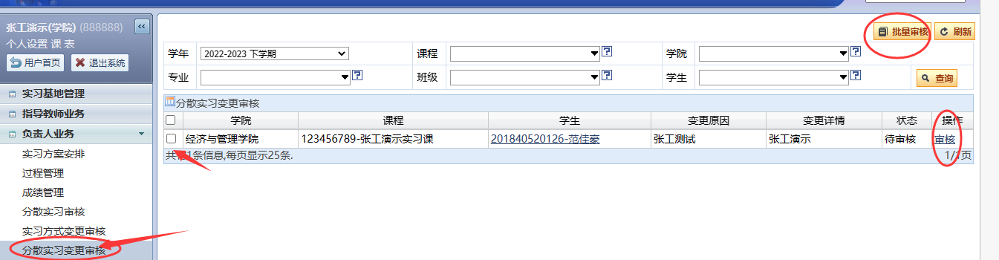 张工演示(学院) (888888) <<
个人设置 课 表
用户首页 退出系统
实习基地管理
指导教师业务
负责人业务
实习方案安排
过程管理
成绩管理
分散实习审核
实习方式变更审核
分散实习变更审核
批量审核 刷新
学年 2022-2023 下学期 课程 ? 学院 ?
专业 ? 班级 ? 学生 ? 查询
分散实习变更审核
学院 课程 学生 变更原因 变更详情 状态 操作
经济与管理学院 123456789-张工演示实习课 201840520126-范佳豪 张工测试 张工演示 待审核 审核
共有1条信息,每页显示25条. 1/1页